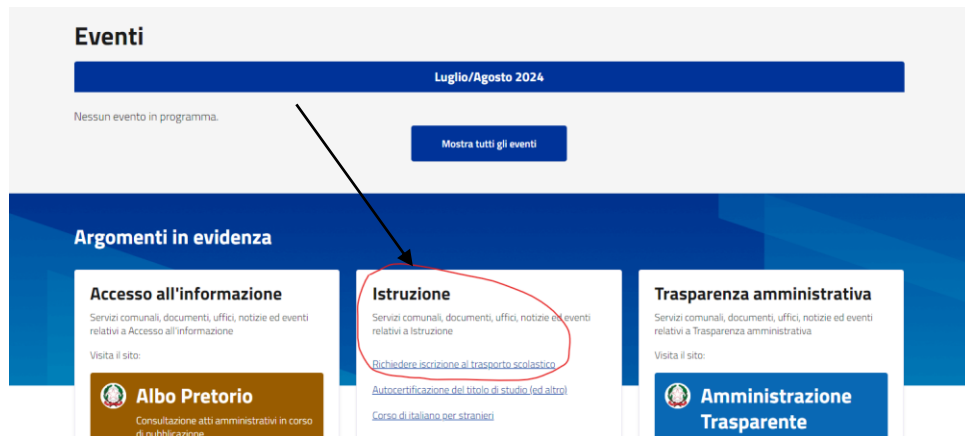 Eventi
Luglio/Agosto 2024
Nessun evento in programma.
Mostra tutti gli eventi
Argomenti in evidenza
Accesso all'informazione
Servizi comunali, documenti, uffici, notizie ed eventi
relativi a Accesso all'informazione
Visita il sito:
Albo Pretorio
Consultazione atti amministrativi in corso
di pubblicazione
Istruzione
Servizi comunali, documenti, uffici, notizie ed eventi
relativi a Istruzione
Richiedere iscrizione al trasporto scolastico
Autocertificazione del titolo di studio (ed altro)
Corso di italiano per stranieri
Trasparenza amministrativa
Servizi comunali, documenti, uffici, notizie ed eventi
relativi a Trasparenza amministrativa
Visita il sito:
Amministrazione
Trasparente